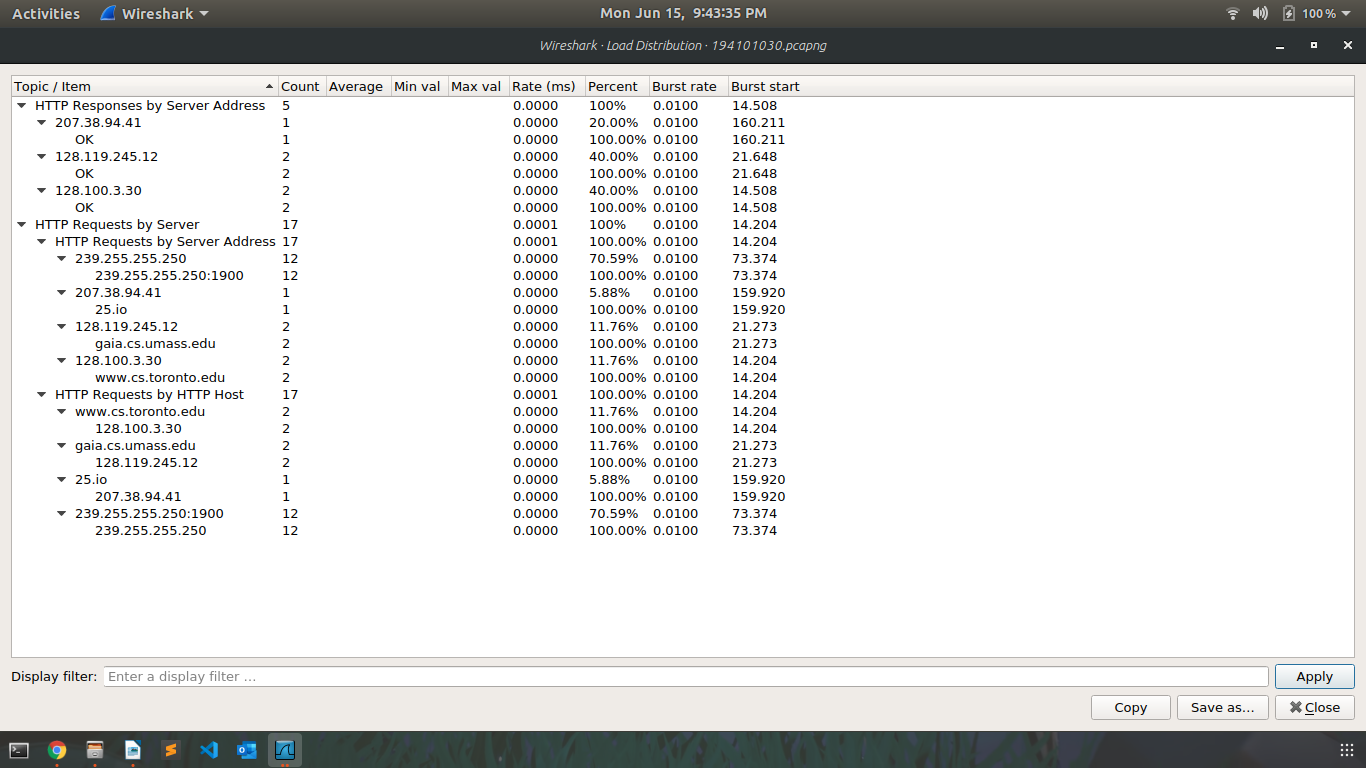 Activities Wireshark Mon Jun 15, 9:43:35 PM 100 %
Wireshark · Load Distribution · 194101030.pcapng
Topic / Item Count Average Min val Max val Rate (ms) Percent Burst rate Burst start
HTTP Responses by Server Address 5 0.0000 100% 0.0100 14.508
207.38.94.41 1 0.0000 20.00% 0.0100 160.211
OK 1 0.0000 100.00% 0.0100 160.211
128.119.245.12 2 0.0000 40.00% 0.0100 21.648
OK 2 0.0000 100.00% 0.0100 21.648
128.100.3.30 2 0.0000 40.00% 0.0100 14.508
OK 2 0.0000 100.00% 0.0100 14.508
HTTP Requests by Server 17 0.0001 100% 0.0100 14.204
HTTP Requests by Server Address 17 0.0001 100.00% 0.0100 14.204
239.255.255.250 12 0.0000 70.59% 0.0100 73.374
239.255.255.250:1900 12 0.0000 100.00% 0.0100 73.374
207.38.94.41 1 0.0000 5.88% 0.0100 159.920
25.io 1 0.0000 100.00% 0.0100 159.920
128.119.245.12 2 0.0000 11.76% 0.0100 21.273
gaia.cs.umass.edu 2 0.0000 100.00% 0.0100 21.273
128.100.3.30 2 0.0000 11.76% 0.0100 14.204
www.cs.toronto.edu 2 0.0000 100.00% 0.0100 14.204
HTTP Requests by HTTP Host 17 0.0001 100.00% 0.0100 14.204
www.cs.toronto.edu 2 0.0000 11.76% 0.0100 14.204
128.100.3.30 2 0.0000 100.00% 0.0100 14.204
gaia.cs.umass.edu 2 0.0000 11.76% 0.0100 21.273
128.119.245.12 2 0.0000 100.00% 0.0100 21.273
25.io 1 0.0000 5.88% 0.0100 159.920
207.38.94.41 1 0.0000 100.00% 0.0100 159.920
239.255.255.250:1900 12 0.0000 70.59% 0.0100 73.374
239.255.255.250 12 0.0000 100.00% 0.0100 73.374
Display filter: Enter a display filter … Apply
Copy Save as… Close